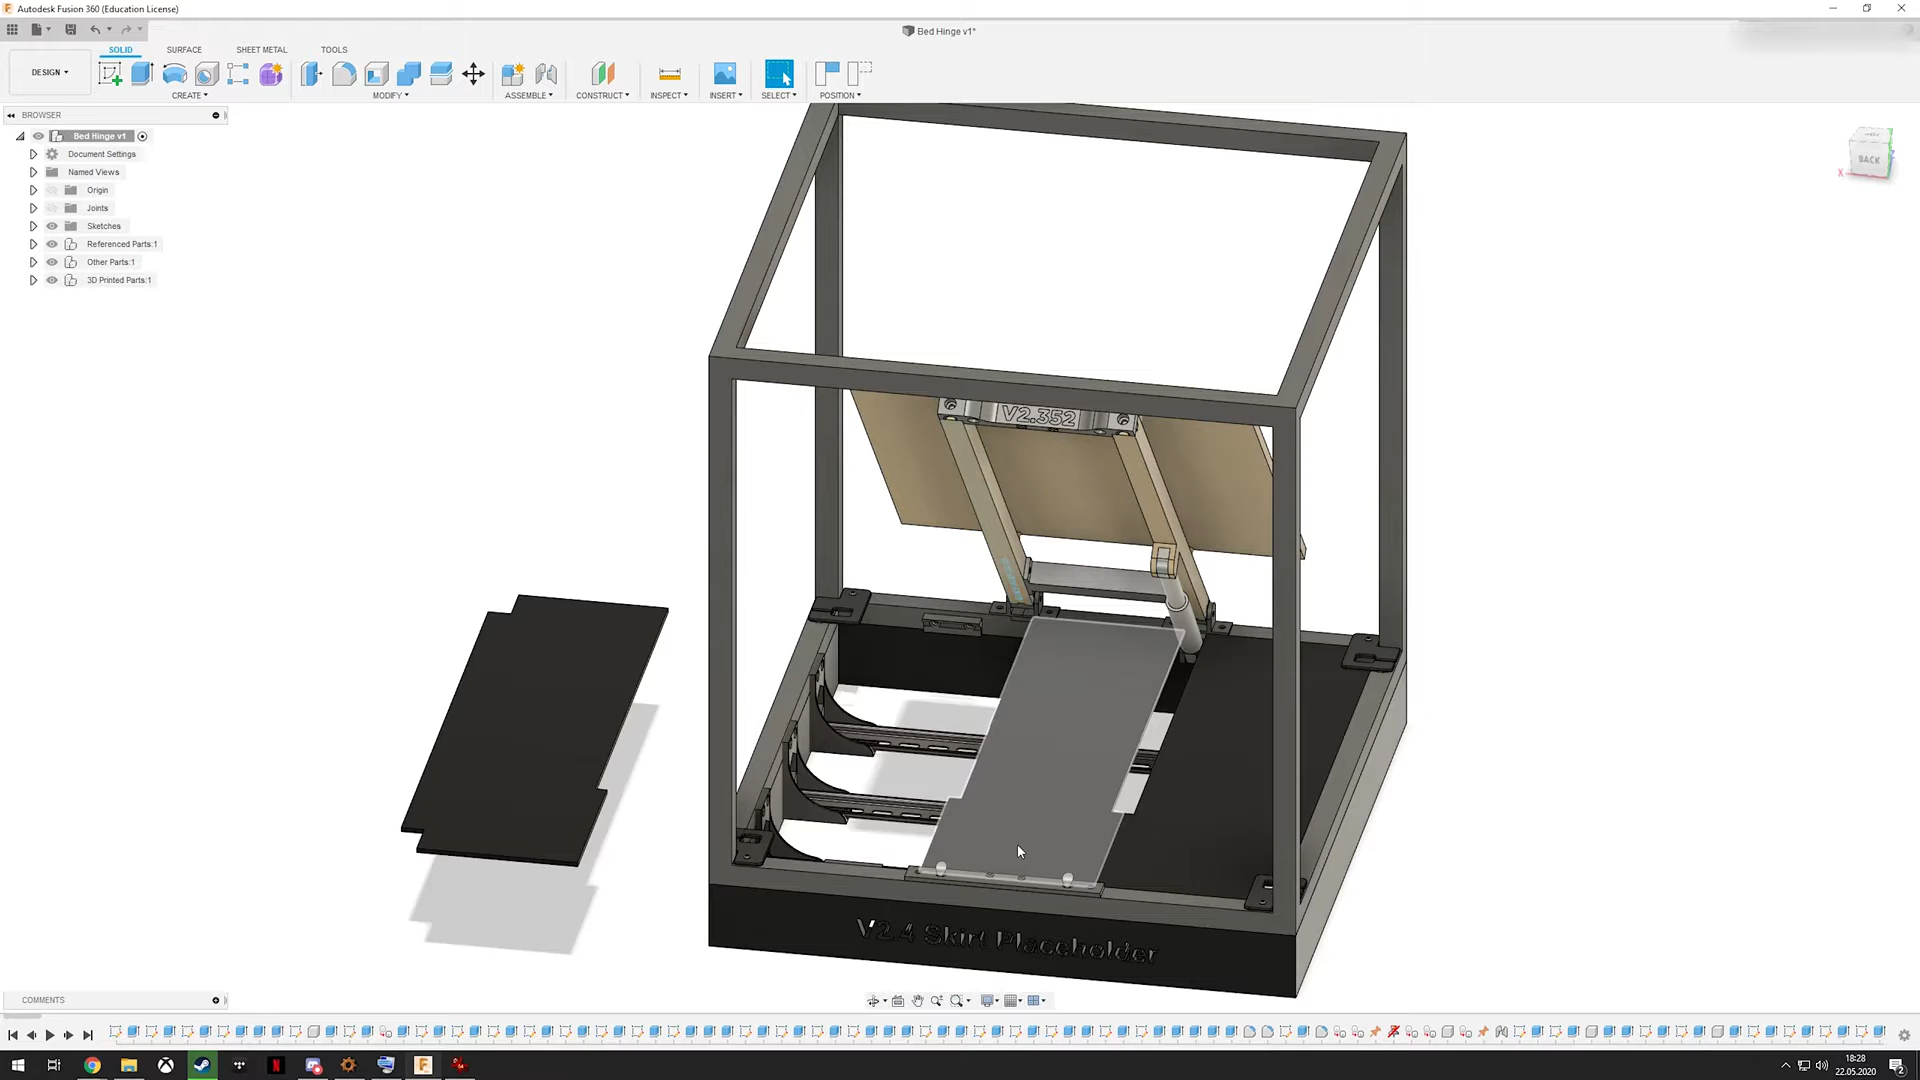 Autodesk Fusion 360 (Education License)
Bed Hinge v1*
SOLID SURFACE SHEET METAL TOOLS
DESIGN
CREATE MODIFY ASSEMBLE CONSTRUCT INSPECT INSERT SELECT POSITION
BROWSER
Bed Hinge v1
Document Settings
Named Views
Origin
Joints
Sketches
Referenced Parts:1
Other Parts:1
3D Printed Parts:1
BACK
X
V2.352
V2.4 Skirt Placeholder
COMMENTS
18:28
22.05.2020